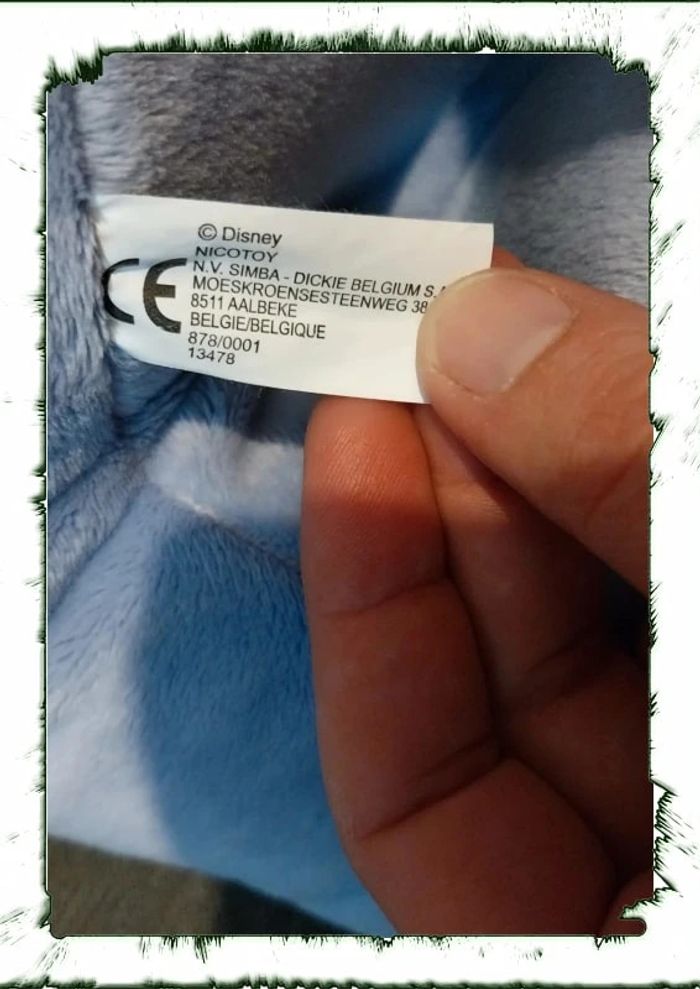 © Disney
NICOTOY
N.V. SIMBA - DICKIE BELGIUM S.
MOESKROENSESTEENWEG 38
8511 AALBEKE
BELGIE/BELGIQUE
878/0001
13478
CE